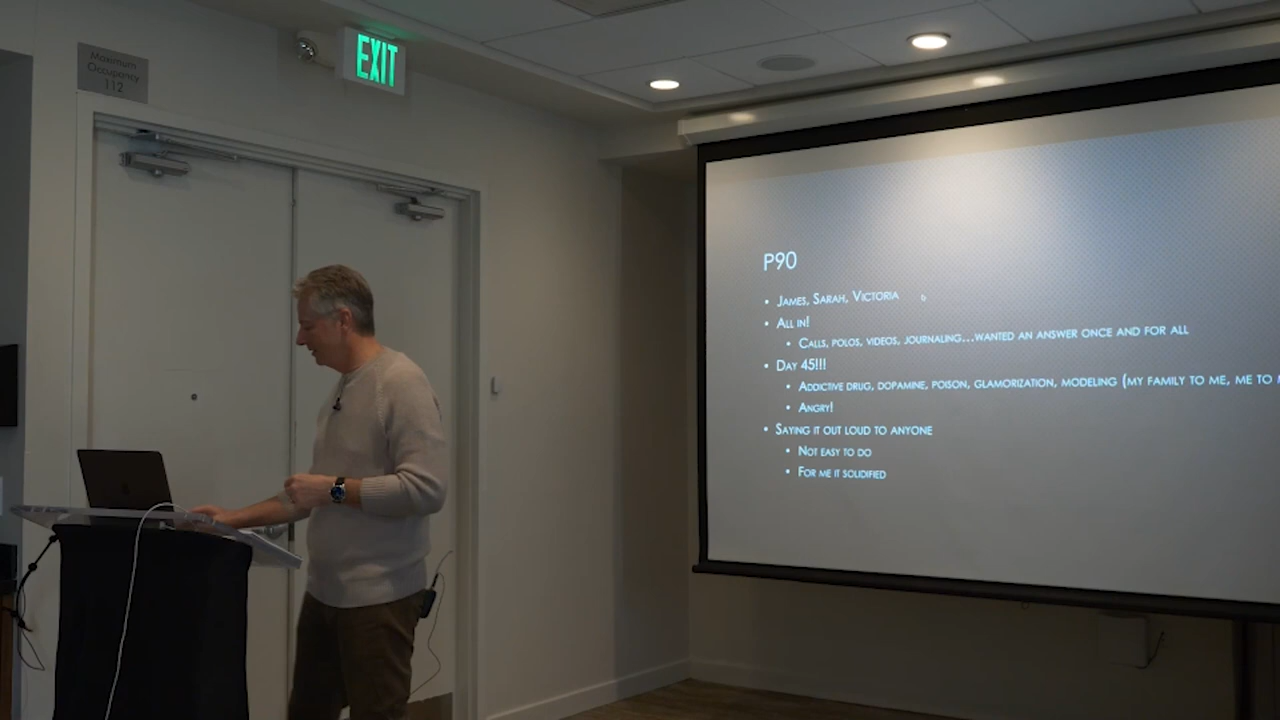 Maximum
Occupancy
112
EXIT
P90
• James, Sarah, Victoria
• All in!
• Calls, polos, videos, journaling...wanted an answer once and for all
• Day 45!!!
• Addictive drug, dopamine, poison, glamorization, modeling (my family to me, me to
• Angry!
• Saying it out loud to anyone
• Not easy to do
• For me it solidified